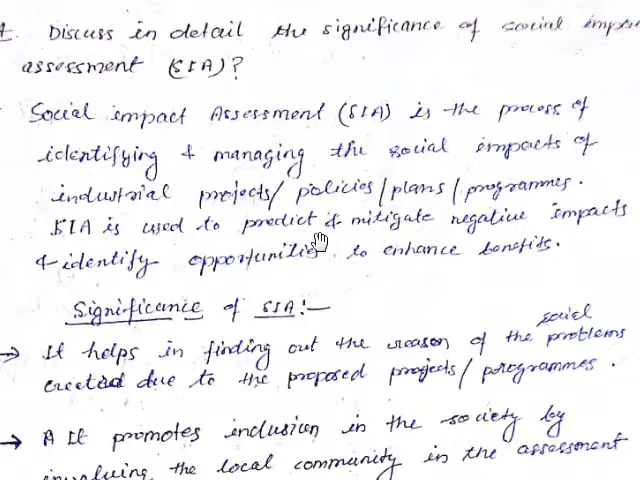 Discuss in detail the significance of social impa
assessment (SIA)?
Social impact Assessment (SIA) is the process of
identifying & managing the social impacts of
industrial projects/policies/plans/programmes.
SIA is used to predict & mitigate negative impacts
& identify opportunities to enhance benefits.
Significance of SIA:-
social
→ It helps in finding out the reason of the problems
created due to the proposed projects/programmes.
→ A It promotes inclusion in the society by
involving the local community in the assessment